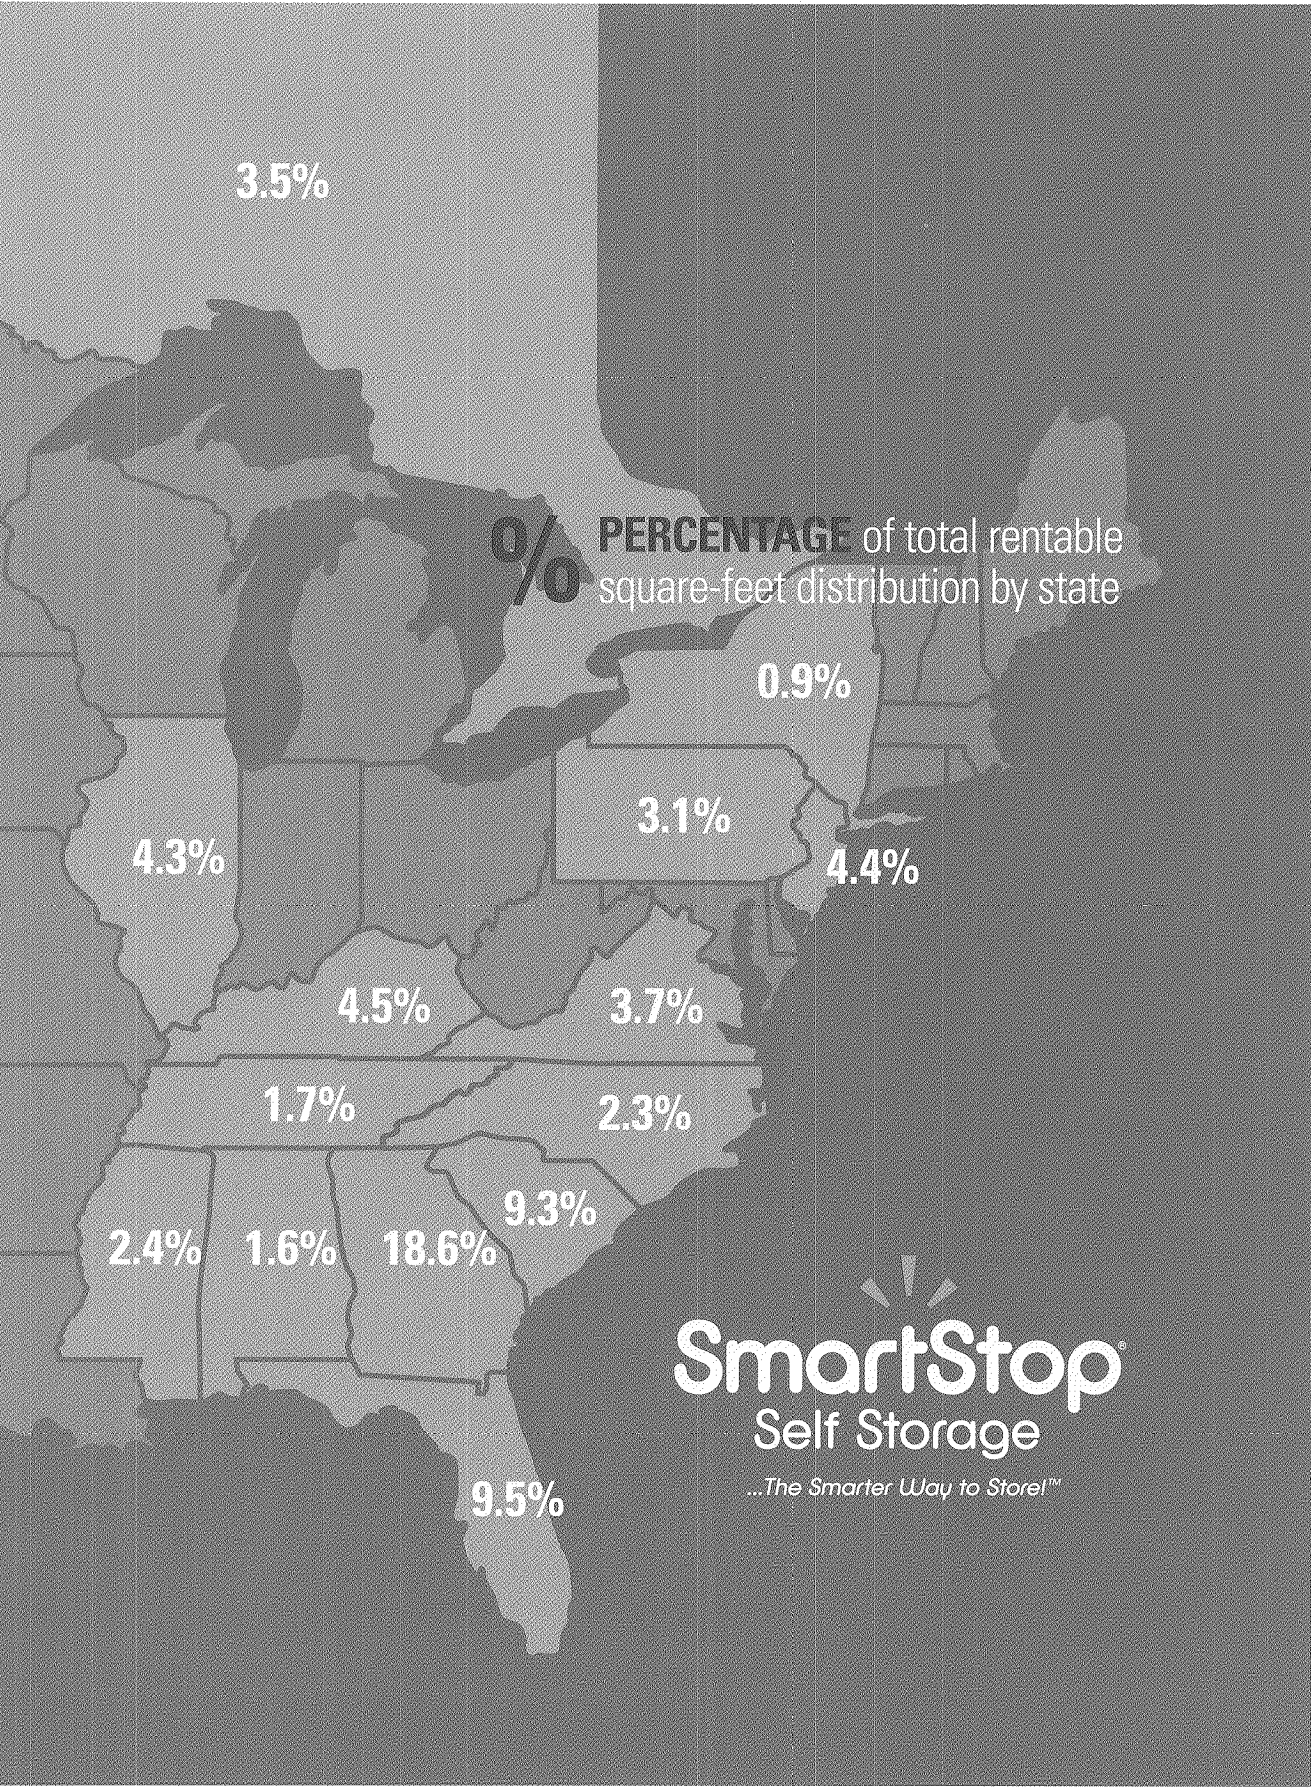 3.5%
% PERCENTAGE of total rentable
square-feet distribution by state
0.9%
3.1%
4.3%
4.4%
4.5%
3.7%
1.7%
2.3%
9.3%
2.4%
1.6%
18.6%
SmartStop®
Self Storage
...The Smarter Way to Store!™
9.5%